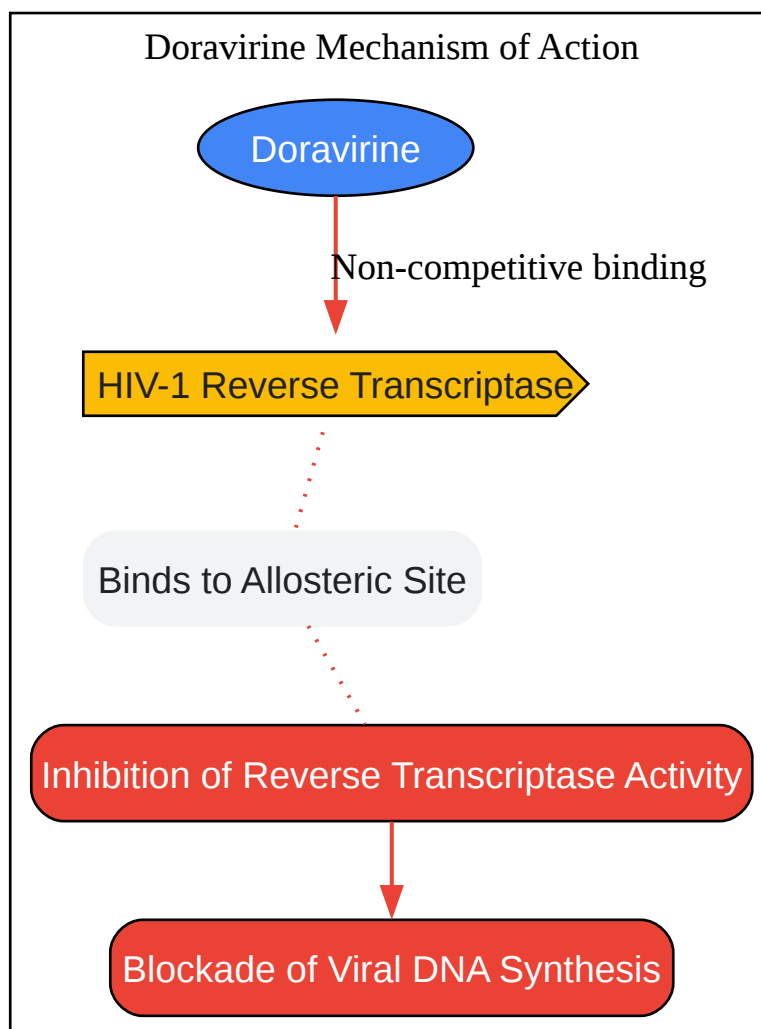 Doravirine Mechanism of Action
Doravirine
Non-competitive binding
HIV-1 Reverse Transcriptase
Binds to Allosteric Site
Inhibition of Reverse Transcriptase Activity
Blockade of Viral DNA Synthesis